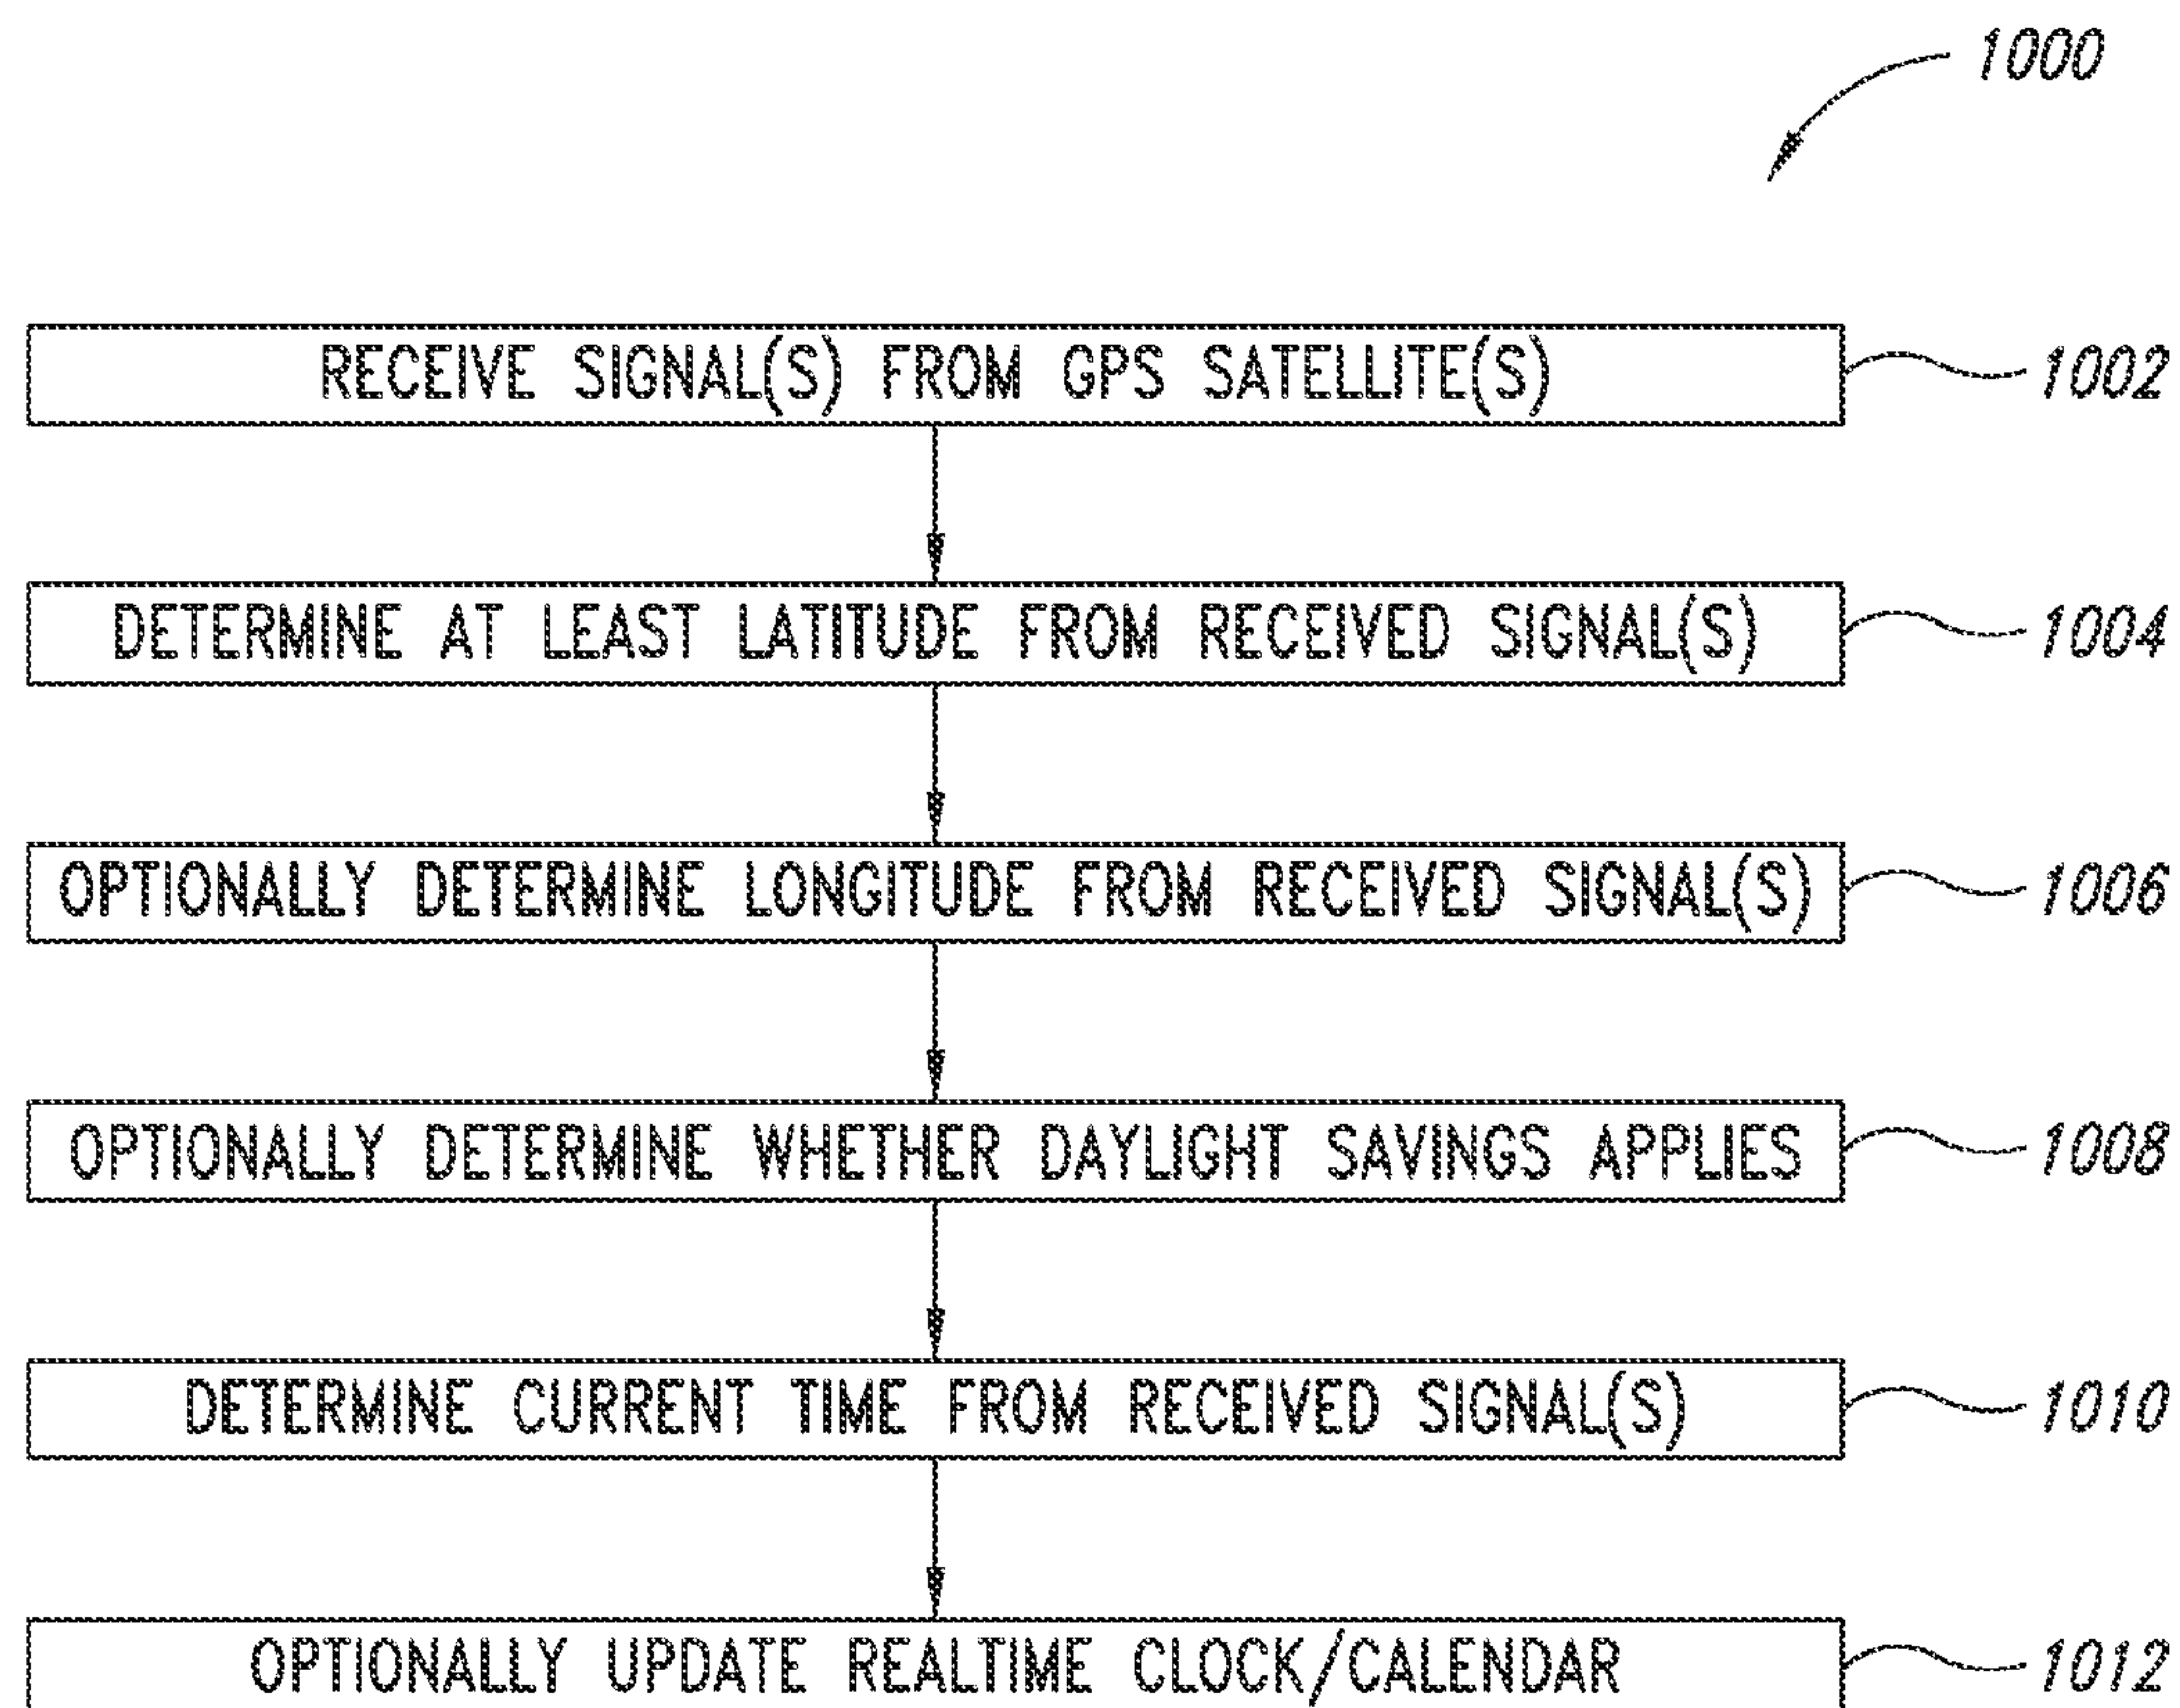 1000
RECEIVE SIGNAL(S) FROM GPS SATELLITE(S) 1002
DETERMINE AT LEAST LATITUDE FROM RECEIVED SIGNAL(S) 1004
OPTIONALLY DETERMINE LONGITUDE FROM RECEIVED SIGNAL(S) 1006
OPTIONALLY DETERMINE WHETHER DAYLIGHT SAVINGS APPLIES 1008
DETERMINE CURRENT TIME FROM RECEIVED SIGNAL(S) 1010
OPTIONALLY UPDATE REALTIME CLOCK/CALENDAR 1012